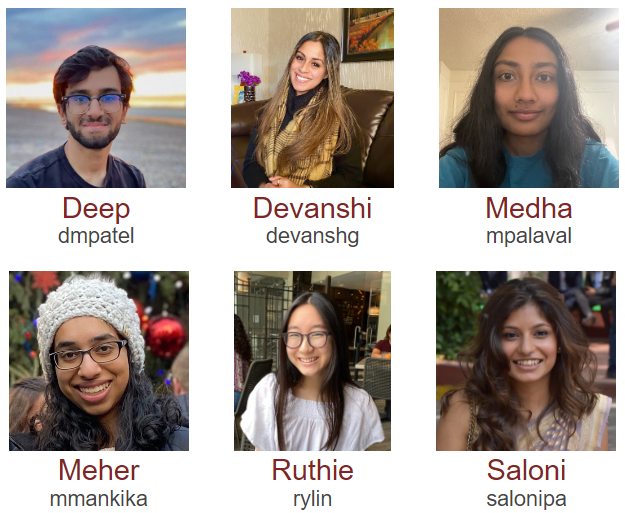 Deep
dmpatel
Devanshi
devanshg
Medha
mpalaval
Meher
mmankika
Ruthie
rylin
Saloni
salonipa